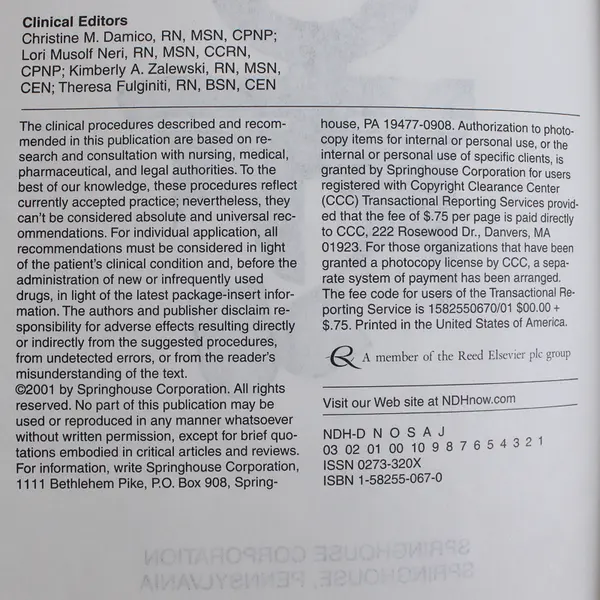 Clinical Editors
Christine M. Damico, RN, MSN, CPNP;
Lori Musolf Neri, RN, MSN, CCRN,
CPNP; Kimberly A. Zalewski, RN, MSN,
CEN; Theresa Fulginiti, RN, BSN, CEN
The clinical procedures described and recom-
mended in this publication are based on re-
search and consultation with nursing, medical,
pharmaceutical, and legal authorities. To the
best of our knowledge, these procedures reflect
currently accepted practice; nevertheless, they
can't be considered absolute and universal rec-
ommendations. For individual application, all
recommendations must be considered in light
of the patient's clinical condition and, before the
administration of new or infrequently used
drugs, in light of the latest package-insert infor-
mation. The authors and publisher disclaim re-
sponsibility for adverse effects resulting directly
or indirectly from the suggested procedures,
from undetected errors, or from the reader's
misunderstanding of the text.
©2001 by Springhouse Corporation. All rights
reserved. No part of this publication may be
used or reproduced in any manner whatsoever
without written permission, except for brief quo-
tations embodied in critical articles and reviews.
For information, write Springhouse Corporation,
1111 Bethlehem Pike, P.O. Box 908, Spring-
house, PA 19477-0908. Authorization to photo-
copy items for internal or personal use, or the
internal or personal use of specific clients, is
granted by Springhouse Corporation for users
registered with Copyright Clearance Center
(CCC) Transactional Reporting Services provid-
ed that the fee of $.75 per page is paid directly
to CCC, 222 Rosewood Dr., Danvers, MA
01923. For those organizations that have been
granted a photocopy license by CCC, a sepa-
rate system of payment has been arranged.
The fee code for users of the Transactional Re-
porting Service is 1582550670/01 $00.00 +
$.75. Printed in the United States of America.
A member of the Reed Elsevier plc group
Visit our Web site at NDHnow.com
NDH-D N O S A J
03 02 01 00 10 9 8 7 6 5 4 3 2 1
ISSN 0273-320X
ISBN 1-58255-067-0
SPRINGHOUSE CORPORATION
SPRINGHOUSE, PENNSYLVANIA